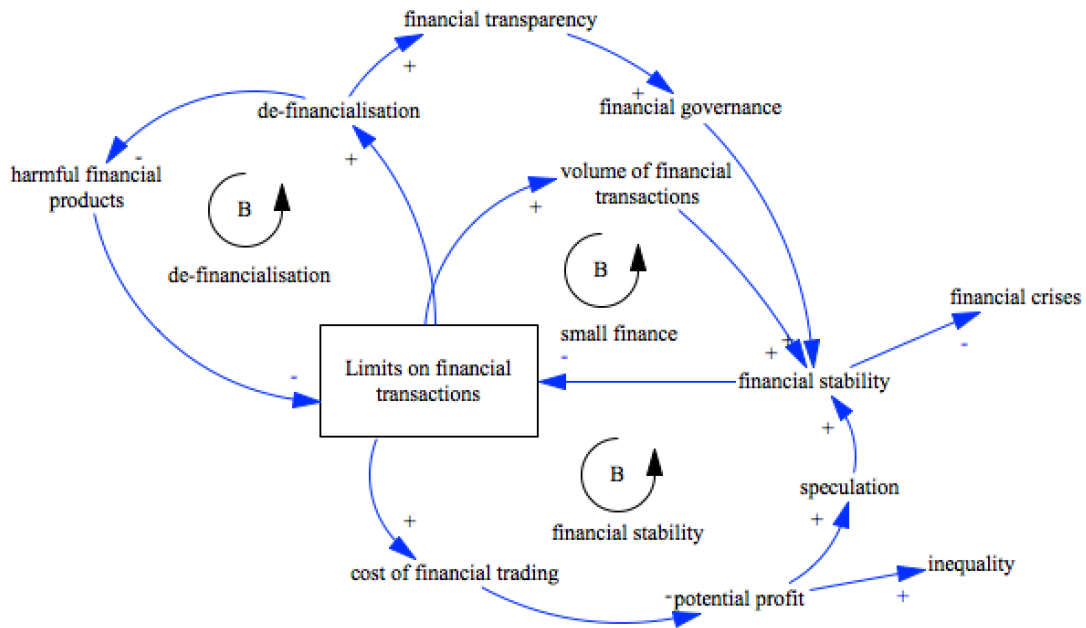 financial transparency
+
de-financialisation
+
financial governance
-
+
harmful financial
products
B
de-financialisation
volume of financial
transactions
+
B
small finance
financial crises
-
Limits on financial
transactions
-
-
+
+
financial stability
+
B
financial stability
speculation
+
+
cost of financial trading
-
potential profit
inequality
+